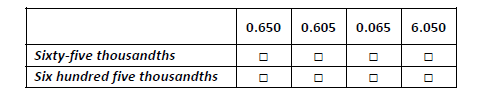 0.650 0.605 0.065 6.050
Sixty-five thousandths □ □ □ □
Six hundred five thousandths □ □ □ □